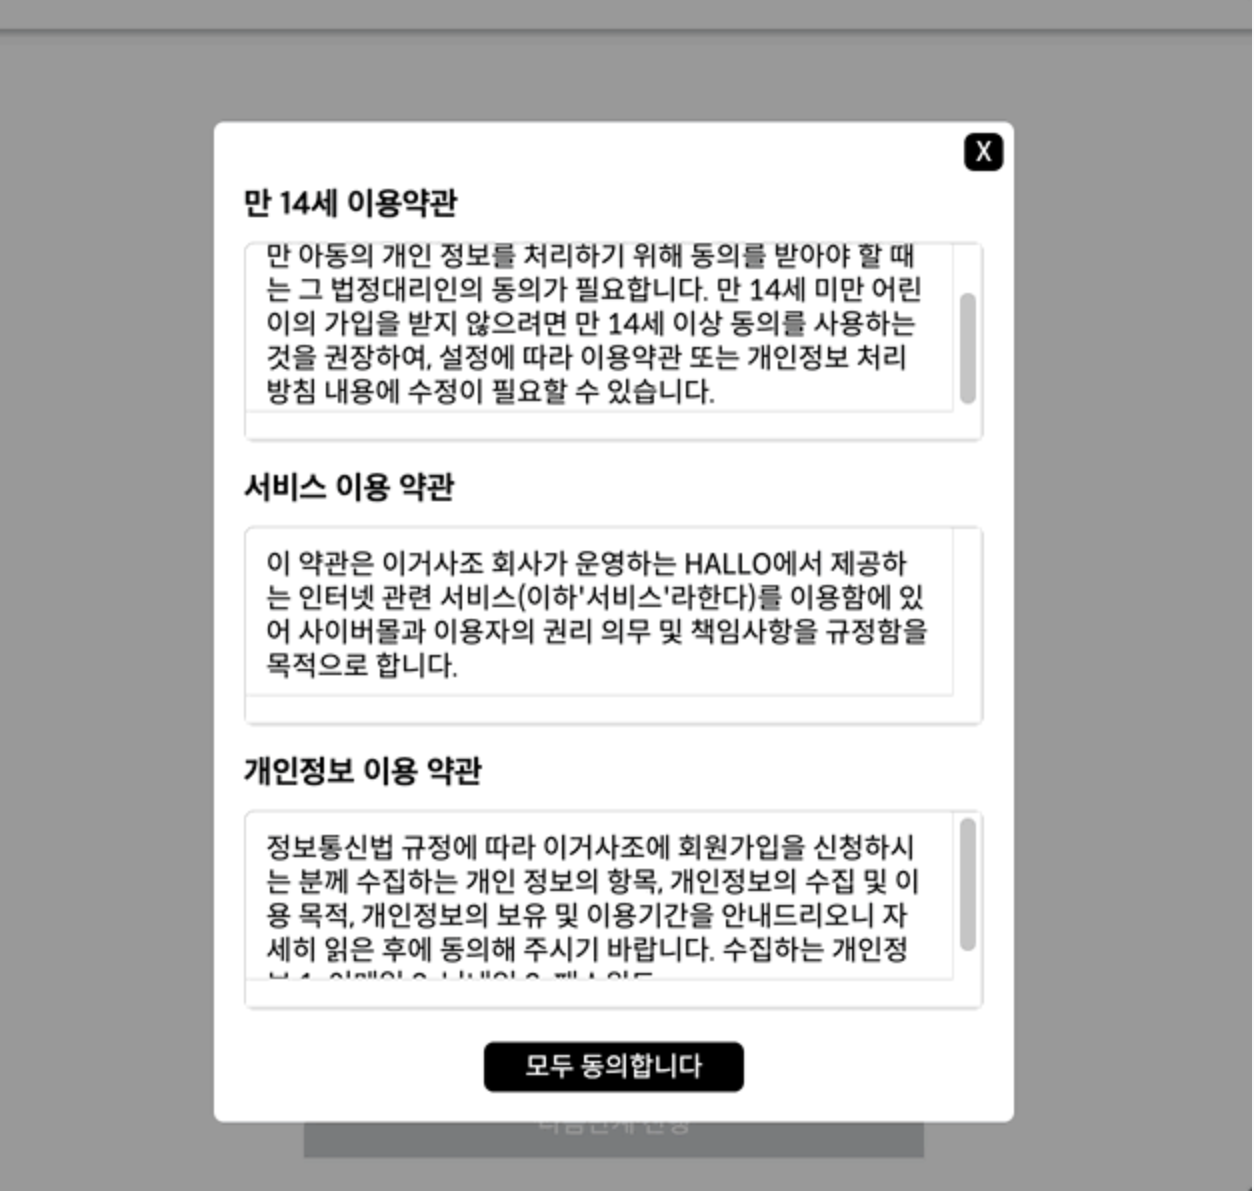 X
만 14세 이용약관
만 아동의 개인 정보를 처리하기 위해 동의를 받아야 할 때
는 그 법정대리인의 동의가 필요합니다. 만 14세 미만 어린
이의 가입을 받지 않으려면 만 14세 이상 동의를 사용하는
것을 권장하여, 설정에 따라 이용약관 또는 개인정보 처리
방침 내용에 수정이 필요할 수 있습니다.
서비스 이용 약관
이 약관은 이거사조 회사가 운영하는 HALLO에서 제공하
는 인터넷 관련 서비스(이하'서비스'라한다)를 이용함에 있
어 사이버몰과 이용자의 권리 의무 및 책임사항을 규정함을
목적으로 합니다.
개인정보 이용 약관
정보통신법 규정에 따라 이거사조에 회원가입을 신청하시
는 분께 수집하는 개인 정보의 항목, 개인정보의 수집 및 이
용 목적, 개인정보의 보유 및 이용기간을 안내드리오니 자
세히 읽은 후에 동의해 주시기 바랍니다. 수집하는 개인정
모두 동의합니다